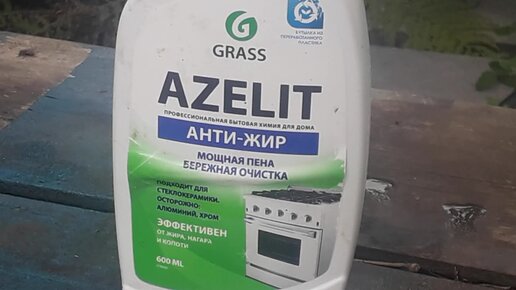 GRASS
БУТЫЛКА ИЗ
ПЕРЕРАБОТАННОГО
ПЛАСТИКА
AZELIT
ПРОФЕССИОНАЛЬНАЯ БЫТОВАЯ ХИМИЯ ДЛЯ ДОМА
АНТИ-ЖИР
МОЩНАЯ ПЕНА
БЕРЕЖНАЯ ОЧИСТКА
ПОДХОДИТ ДЛЯ
СТЕКЛОКЕРАМИКИ.
ОСТОРОЖНО:
АЛЮМИНИЙ, ХРОМ
ЭФФЕКТИВЕН
ОТ ЖИРА, НАГАРА
И КОПОТИ
600 ML